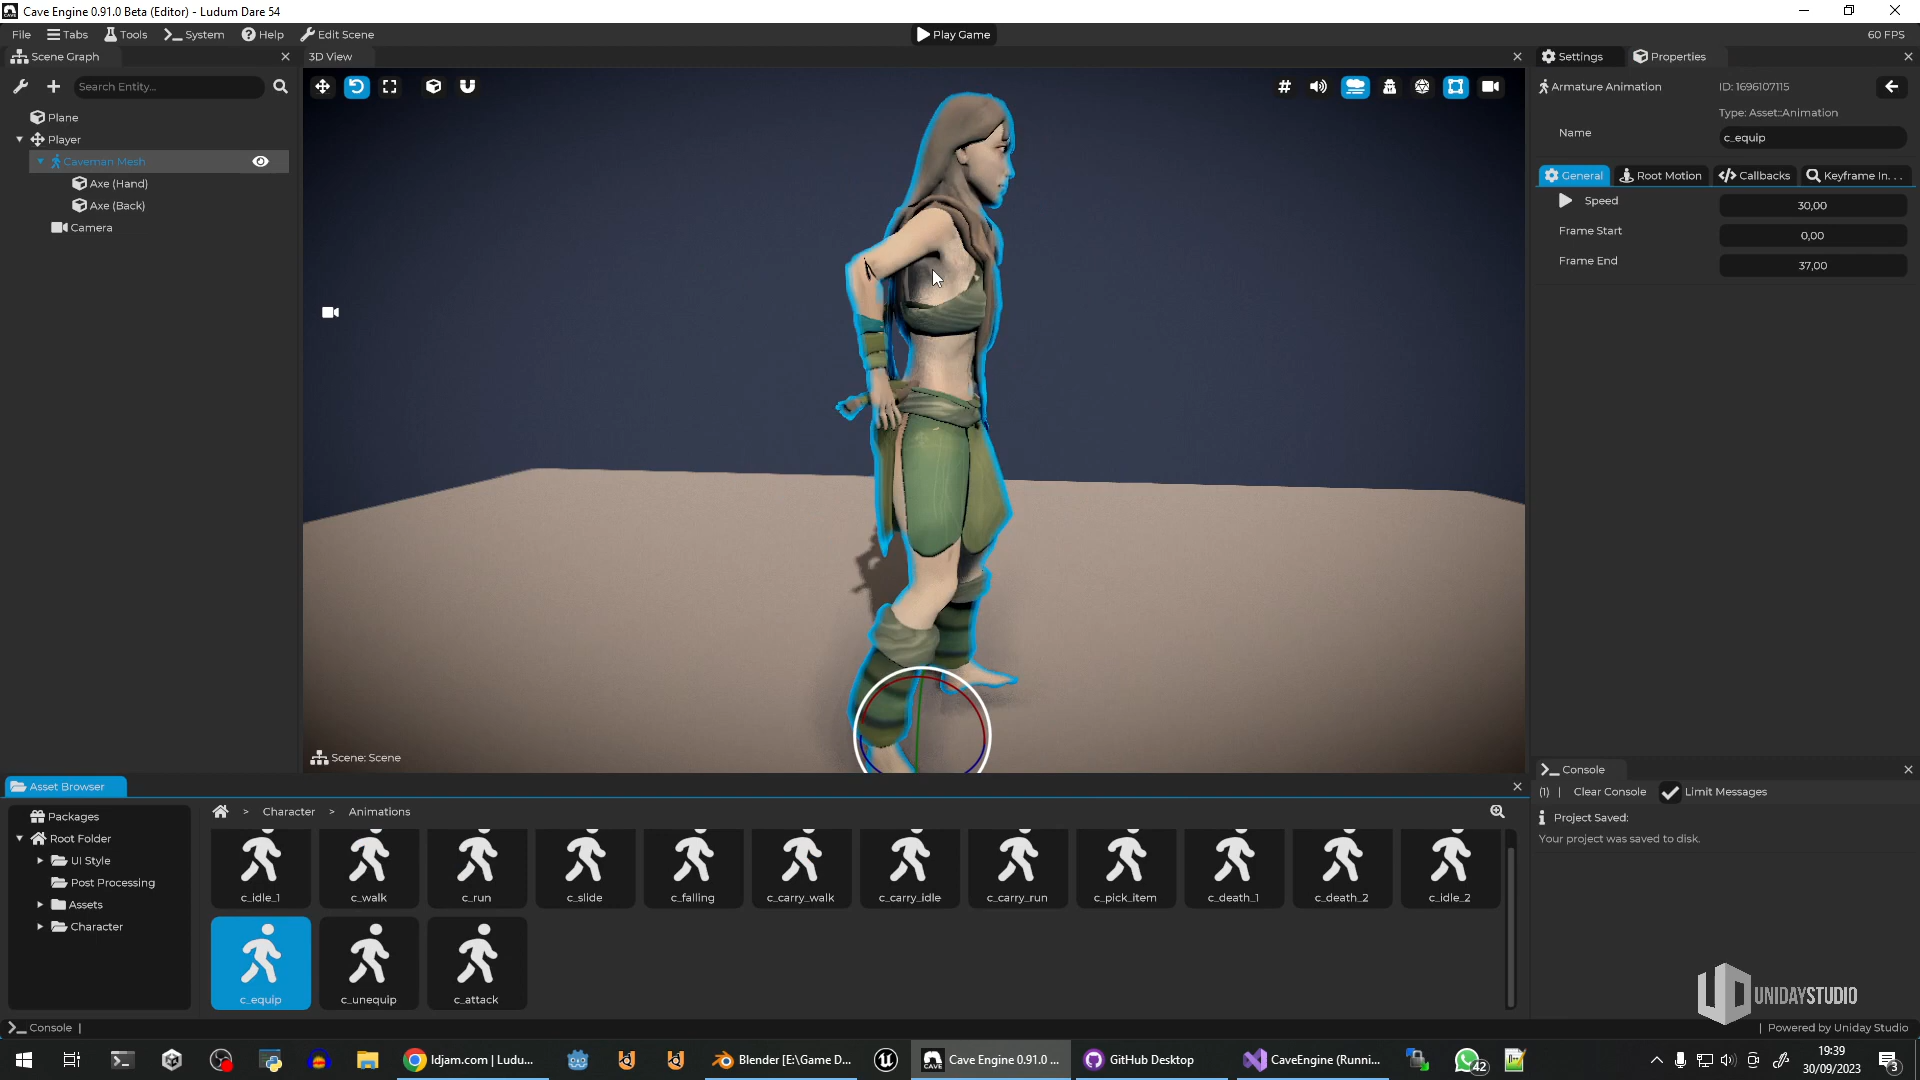 Cave Engine 0.91.0 Beta (Editor) - Ludum Dare 54
File Tabs Tools System Help Edit Scene Play Game 60 FPS
Scene Graph
3D View
Settings Properties
Search Entity...
Plane
Player
Caveman Mesh
Axe (Hand)
Axe (Back)
Camera
Armature Animation ID: 1696107115
Type: Asset::Animation
Name c_equip
General Root Motion Callbacks Keyframe In. . .
Speed 30,00
Frame Start 0,00
Frame End 37,00
Scene: Scene
Asset Browser
Packages
Root Folder
UI Style
Post Processing
Assets
Character
> Character > Animations
c_idle_1 c_walk c_run c_slide c_falling c_carry_walk c_carry_idle c_carry_run c_pick_item c_death_1 c_death_2 c_idle_2
c_equip c_unequip c_attack
Console
(1) | Clear Console Limit Messages
Project Saved:
Your project was saved to disk.
UNIDAYSTUDIO
Console |
| Powered by Uniday Studio
ldjam.com | Ludu...
Blender [E:\Game D...
CAVE
Cave Engine 0.91.0 ...
GitHub Desktop
CaveEngine (Runni...
42
19:39
30/09/2023
3